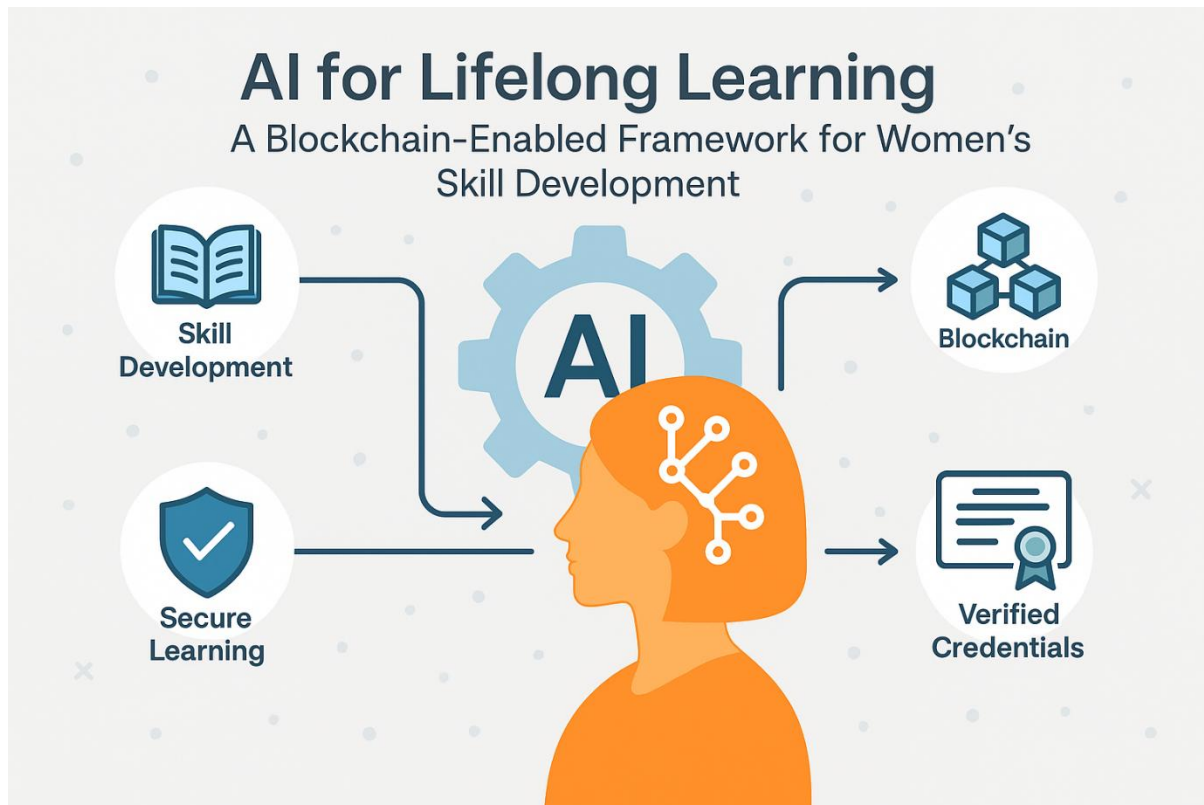 AI for Lifelong Learning
A Blockchain-Enabled Framework for Women's
Skill Development
Skill
Development
AI
Blockchain
Secure
Learning
Verified
Credentials